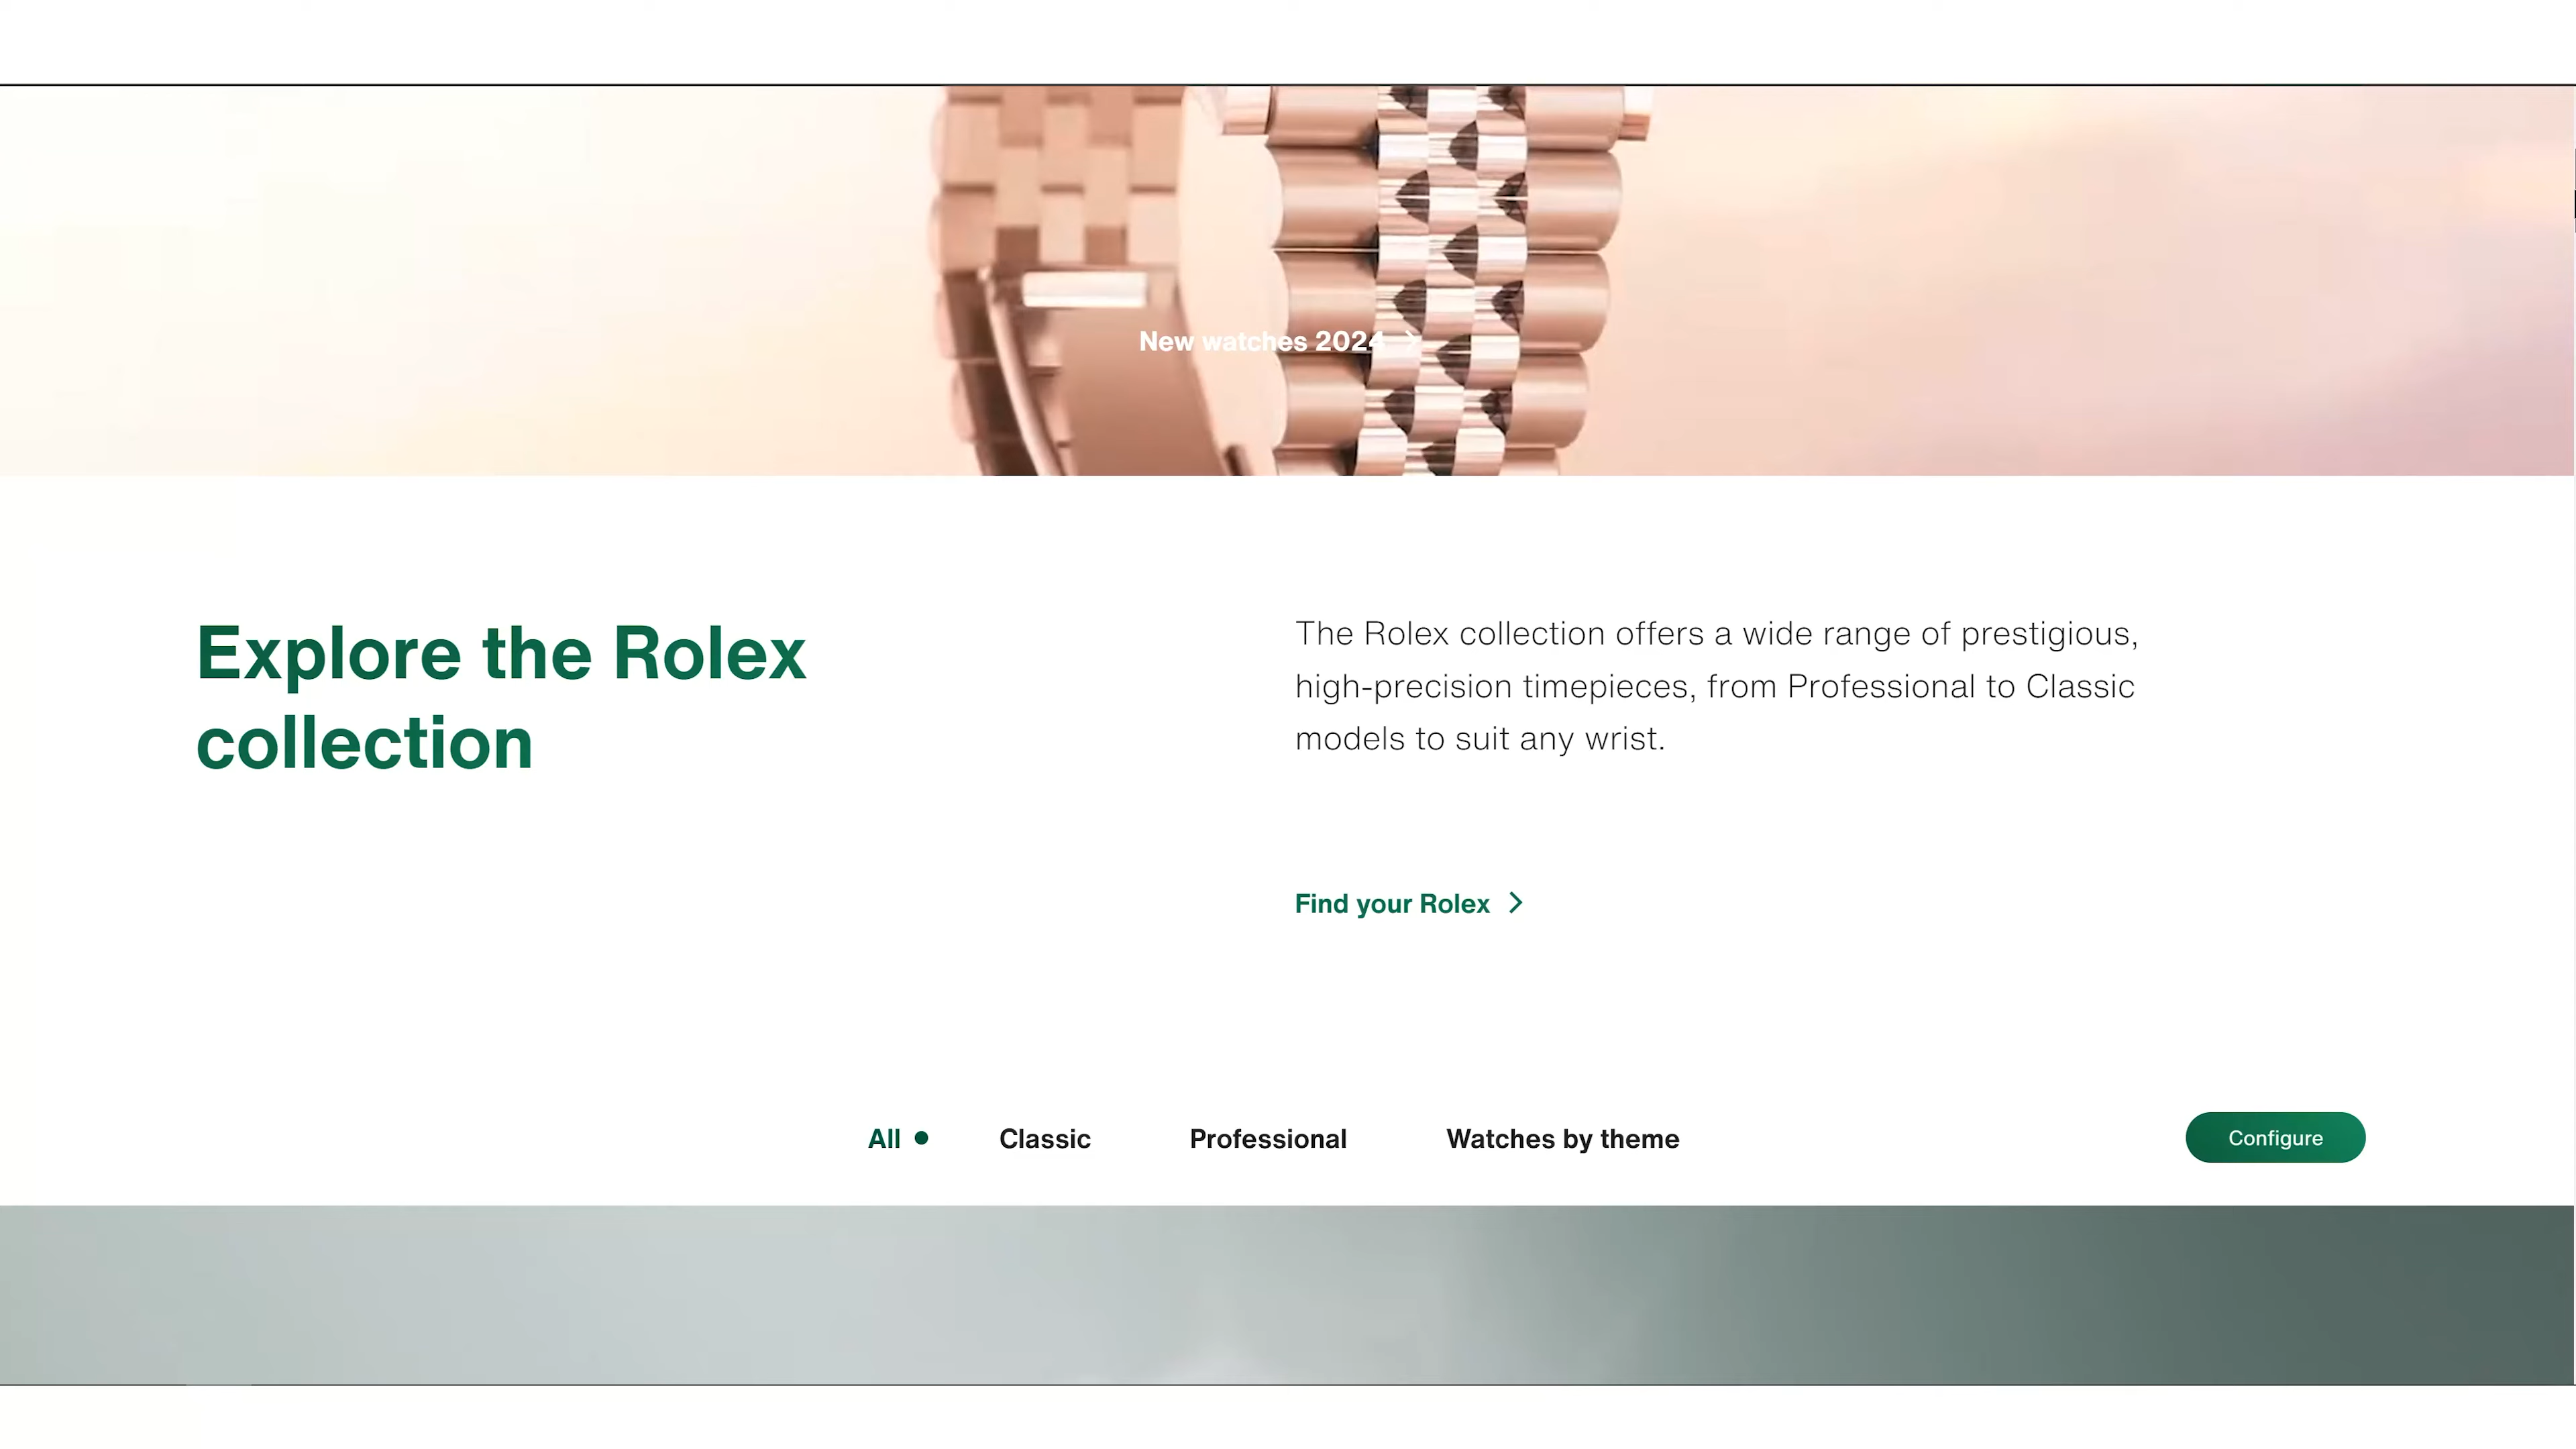 New watches 2024
Explore the Rolex
collection
The Rolex collection offers a wide range of prestigious,
high-precision timepieces, from Professional to Classic
models to suit any wrist.
Find your Rolex
All
Classic
Professional
Watches by theme
Configure